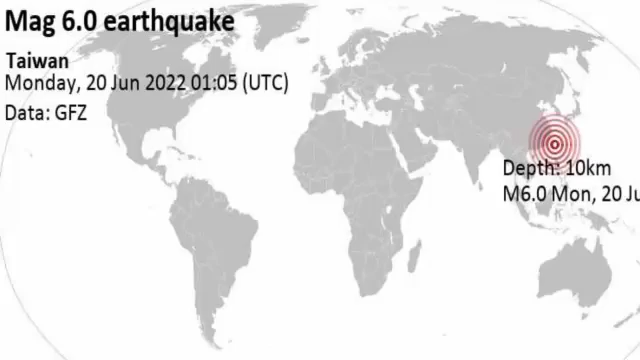 Mag 6.0 earthquake
Taiwan
Monday, 20 Jun 2022 01:05 (UTC)
Data: GFZ
Depth: 10km
M6.0 Mon, 20 Ju